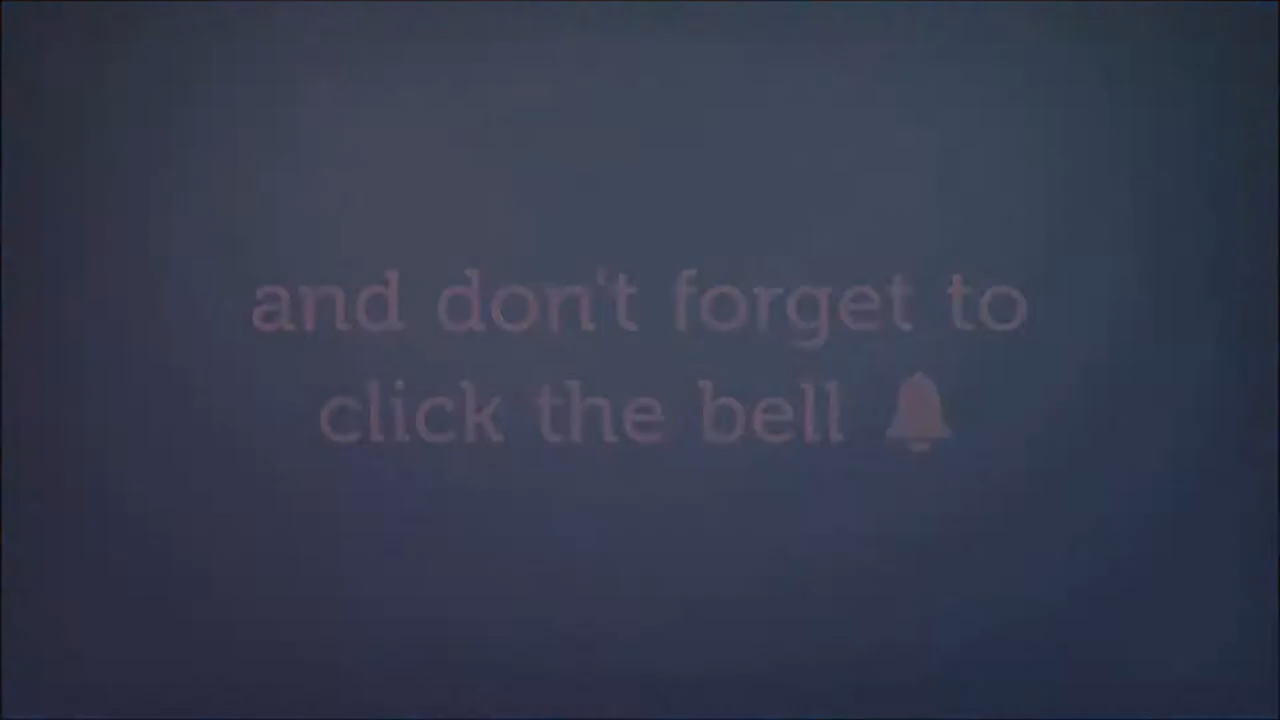 and don't forget to
click the bell 🔔